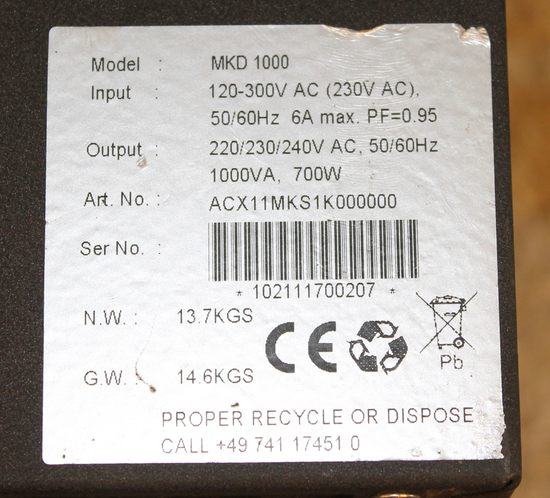 Model : MKD 1000
Input : 120-300V AC (230V AC),
50/60Hz 6A max. PF=0.95
Output : 220/230/240V AC, 50/60Hz
1000VA, 700W
Art. No. : ACX11MKS1K000000
Ser No. :
* 102111700207 *
N.W. : 13.7KGS
CE
Pb
G.W. : 14.6KGS
PROPER RECYCLE OR DISPOSE
CALL +49 741 17451 0